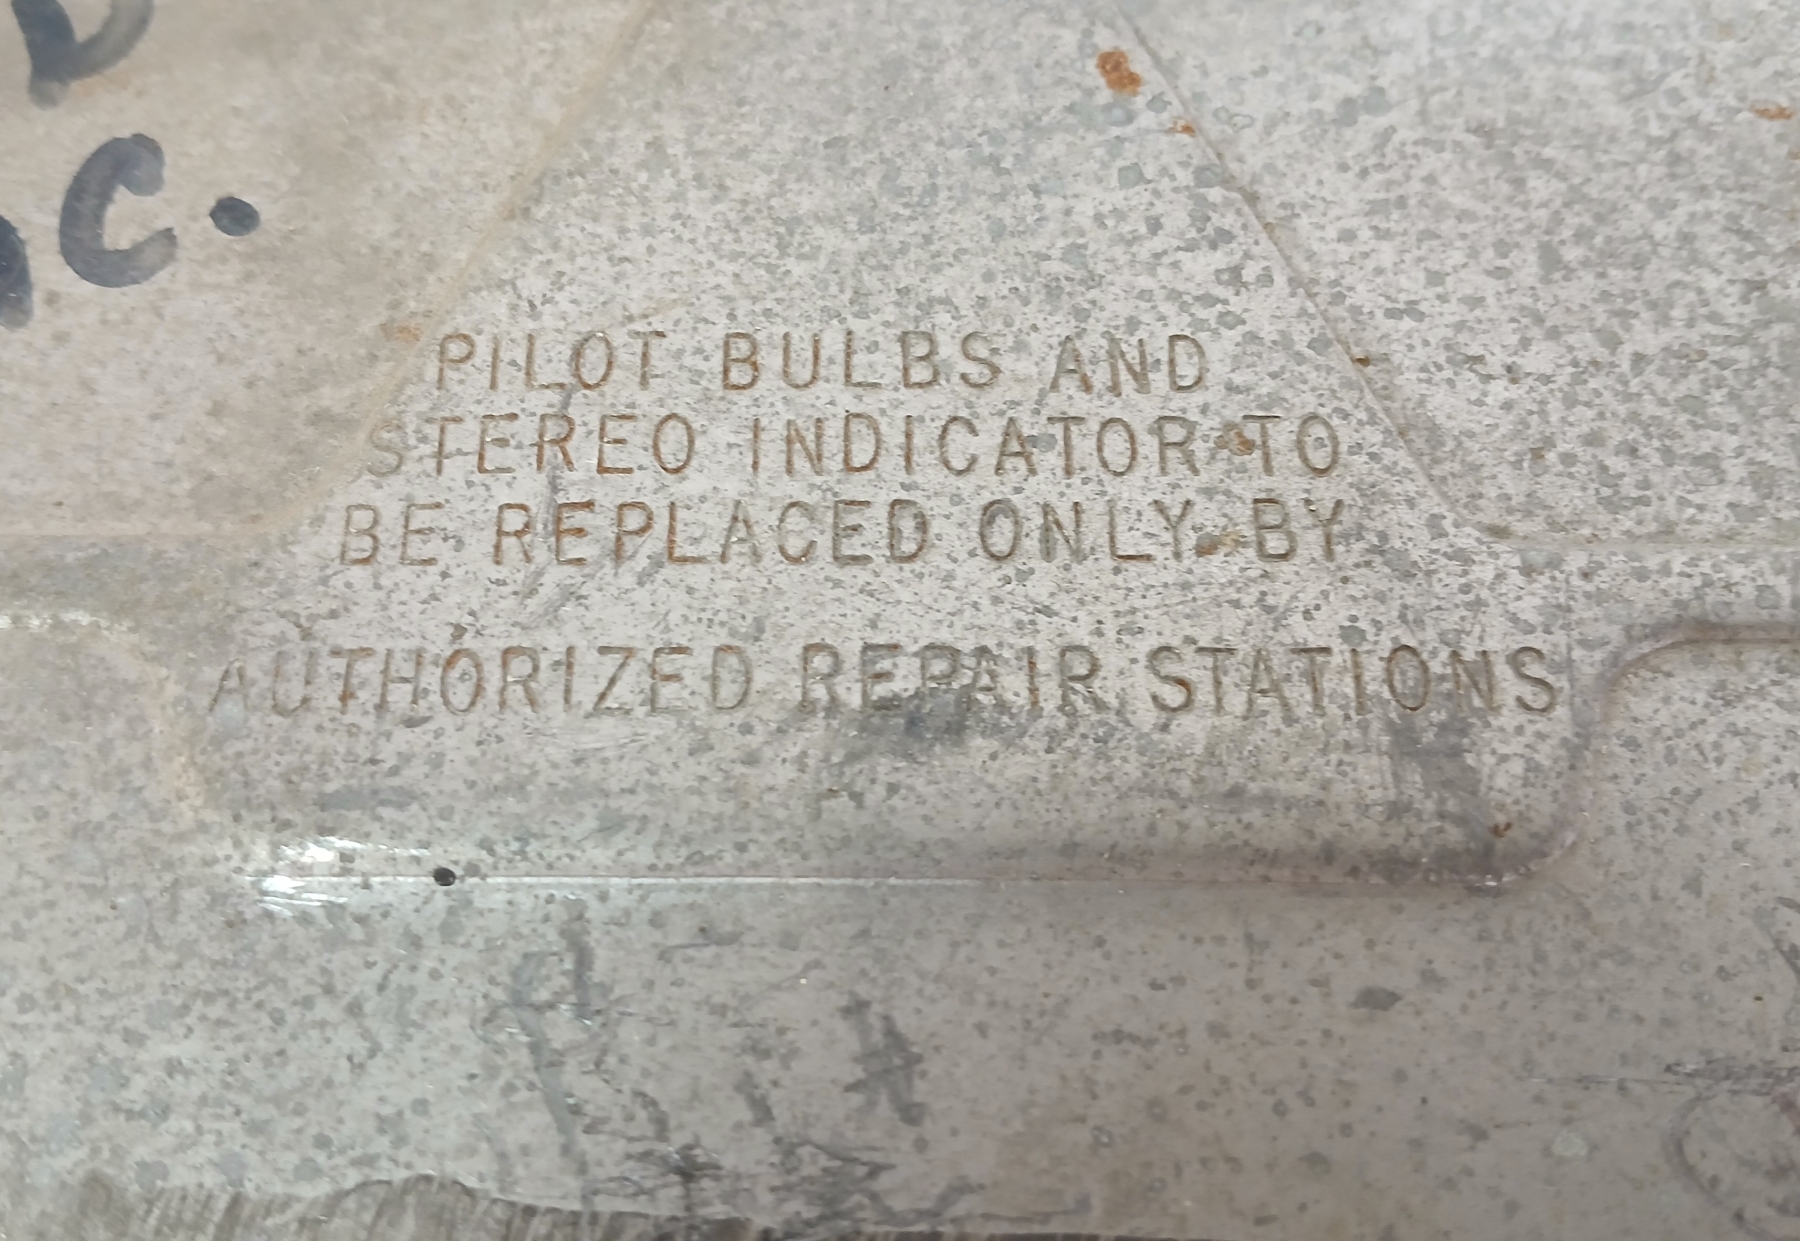 PILOT BULBS AND
STEREO INDICATOR TO
BE REPLACED ONLY BY
AUTHORIZED REPAIR STATIONS